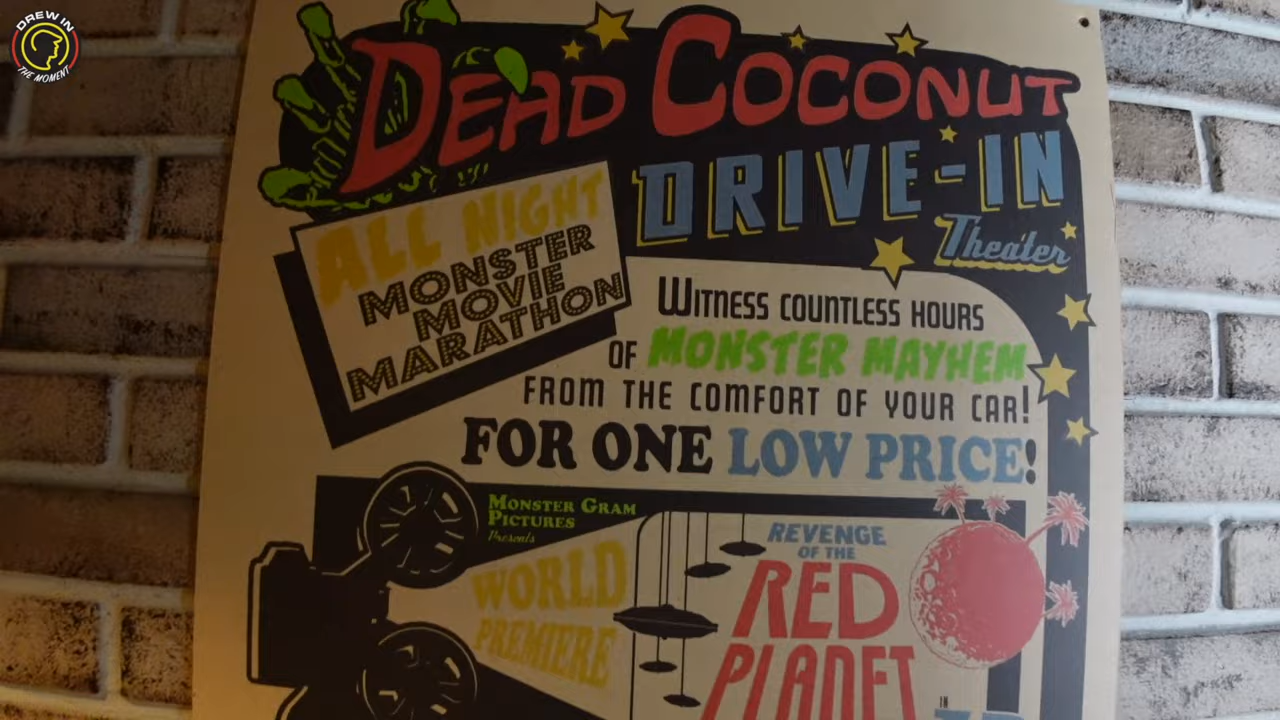 DREW IN
THE MOMENT
DEAD COCONUT
DRIVE-IN
Theater
ALL NIGHT
MONSTER
MOVIE
MARATHON
WITNESS COUNTLESS HOURS
OF MONSTER MAYHEM
FROM THE COMFORT OF YOUR CAR!
FOR ONE LOW PRICE!
MONSTER GRAM
PICTURES
Presents
WORLD
PREMIERE
REVENGE
OF THE
RED
PLANET
IN